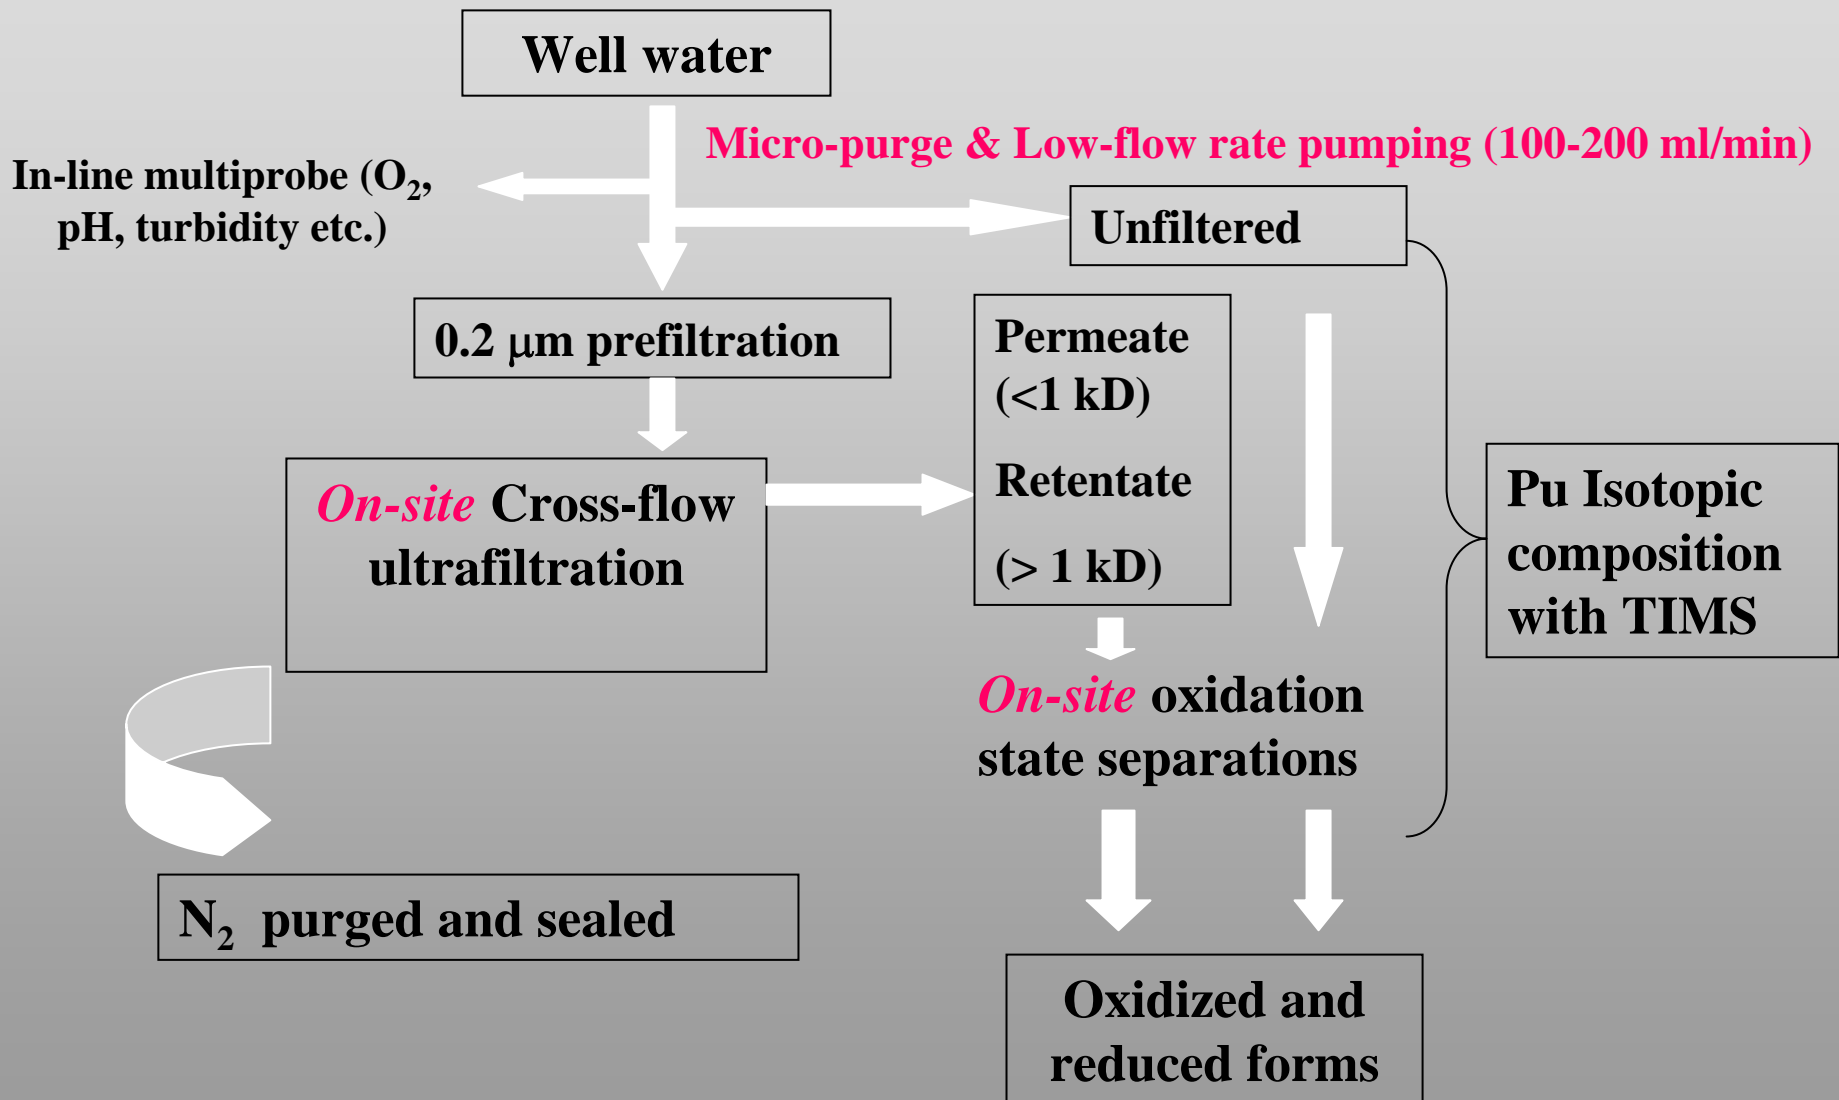 Well water
Micro-purge & Low-flow rate pumping (100-200 ml/min)
In-line multiprobe (O₂,
pH, turbidity etc.)
Unfiltered
0.2 μm prefiltration
Permeate
(<1 kD)
Retentate
(> 1 kD)
On-site Cross-flow
ultrafiltration
Pu Isotopic
composition
with TIMS
On-site oxidation
state separations
N₂ purged and sealed
Oxidized and
reduced forms